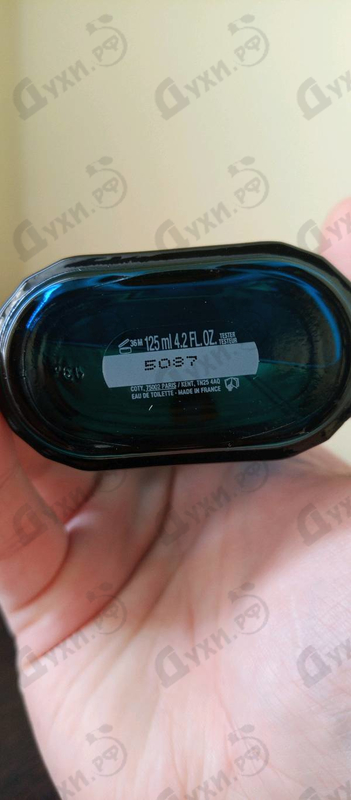 Духи.рф
36M 125 ml 4.2 FL.OZ. TESTER
TESTEUR
5087
COTY, 75002 PARIS / KENT, TN25 4AQ
EAU DE TOILETTE - MADE IN FRANCE